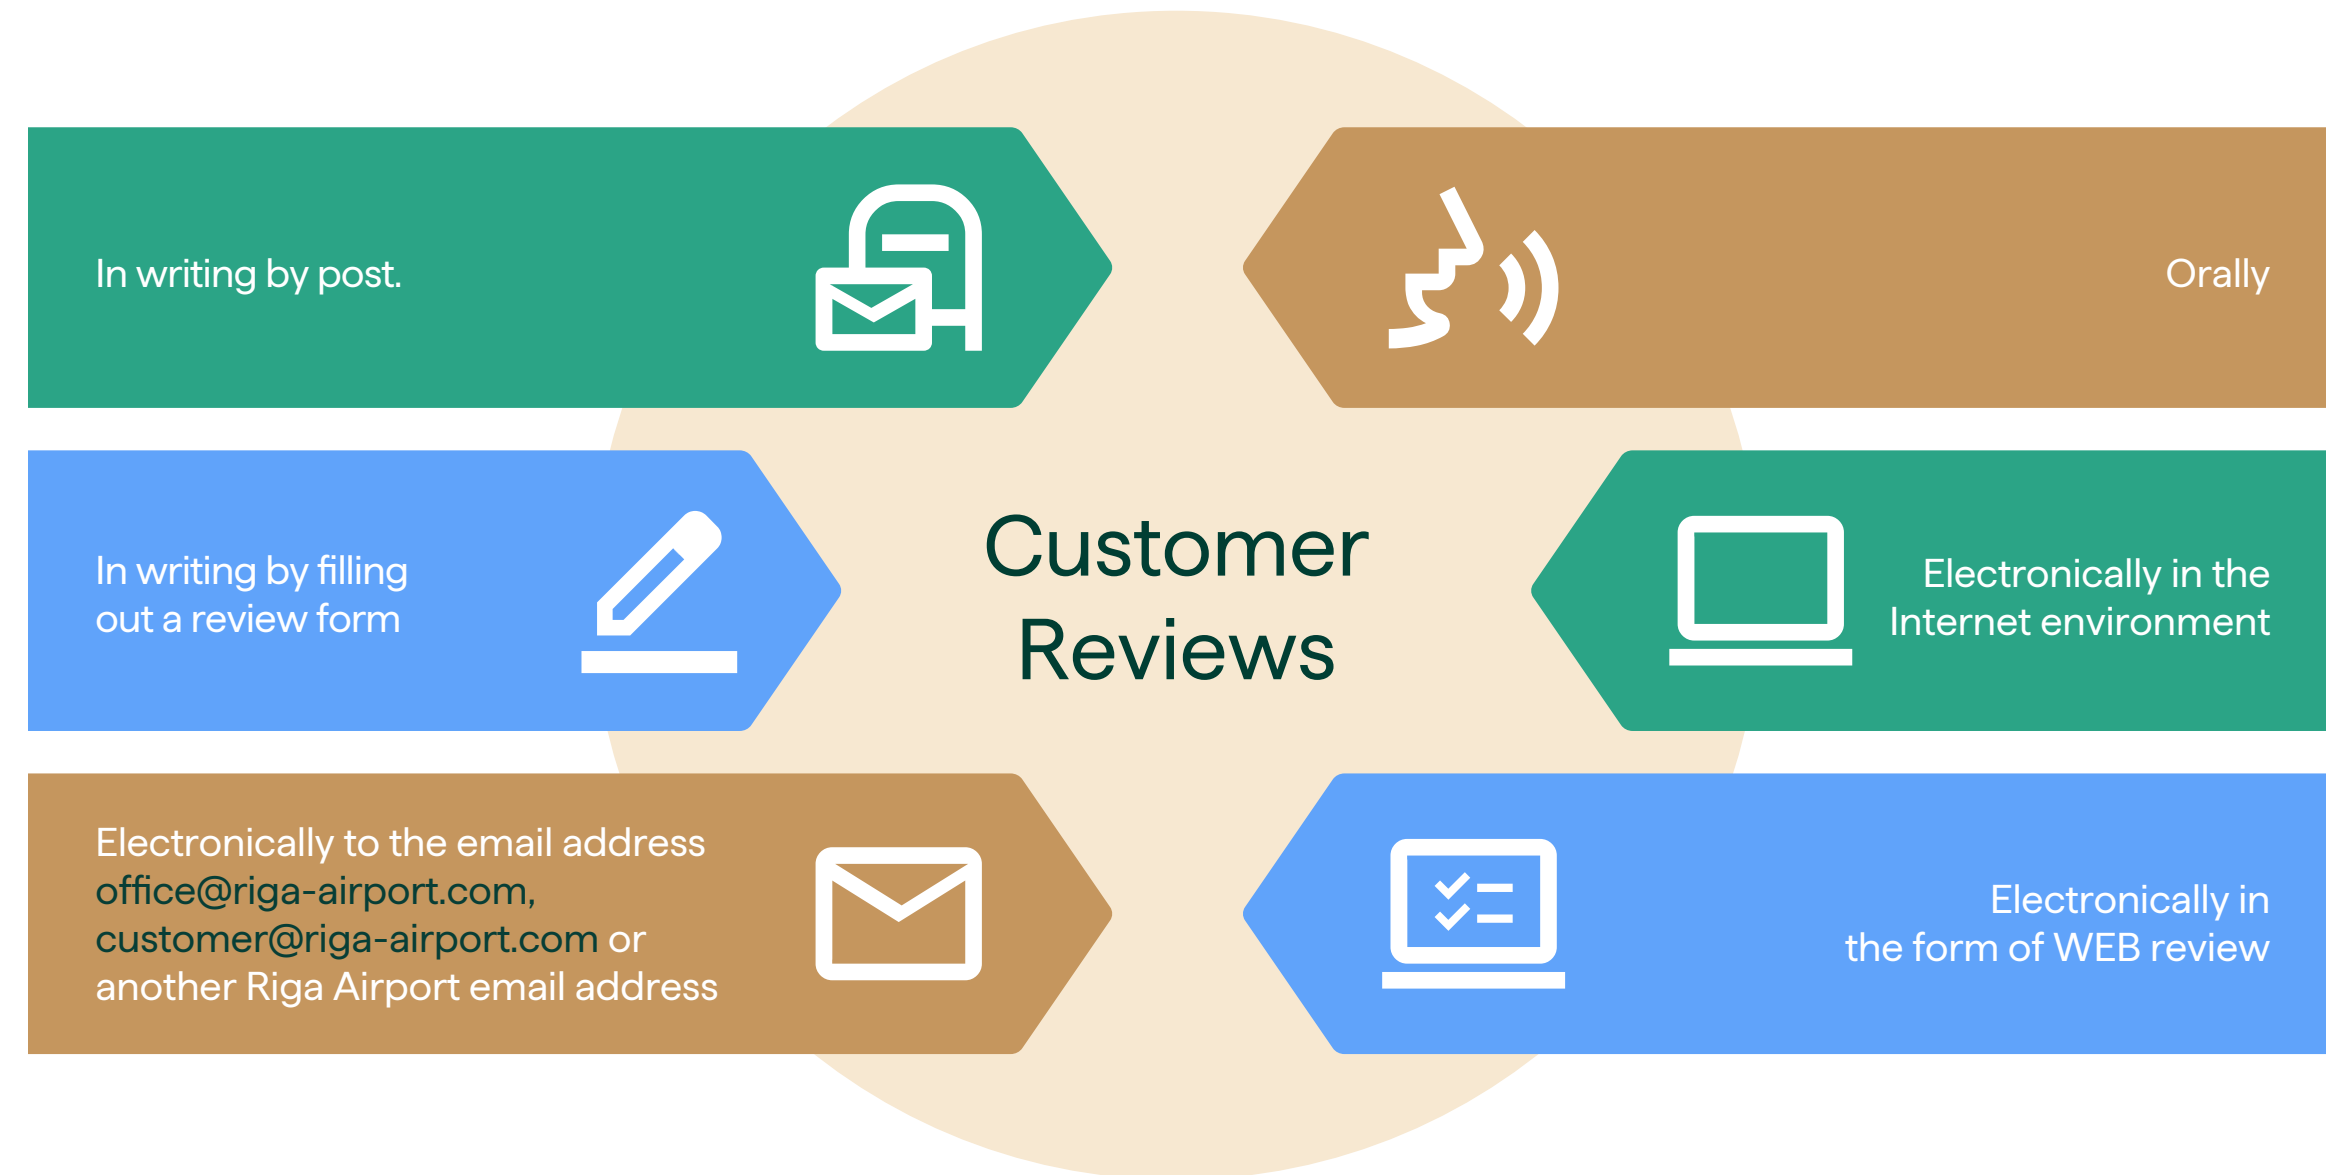 In writing by post.
Orally
In writing by filling
out a review form
Customer
Reviews
Electronically in the
Internet environment
Electronically to the email address
office@riga-airport.com,
customer@riga-airport.com or
another Riga Airport email address
Electronically in
the form of WEB review